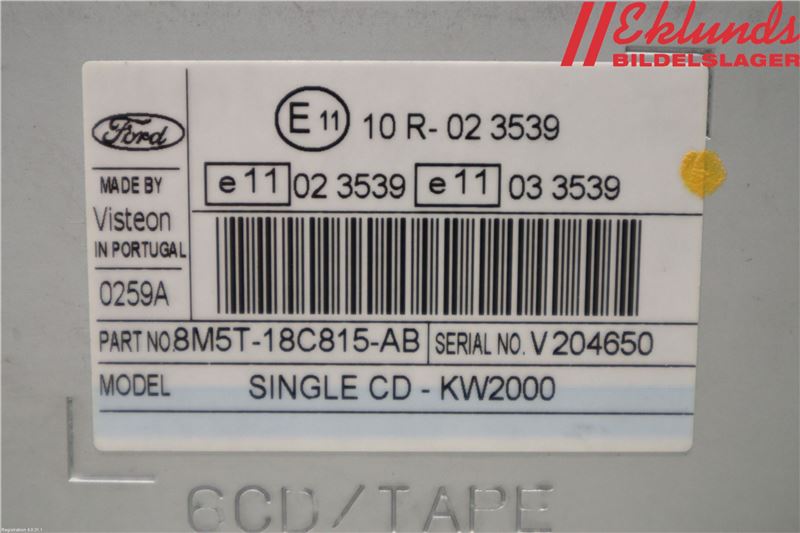 Eklunds
BILDELSLAGER
E 11 10 R- 02 3539
Ford
e 11 02 3539 e 11 03 3539
MADE BY
Visteon
IN PORTUGAL
0259A
PART NO. 8M5T-18C815-AB SERIAL NO. V 204650
MODEL SINGLE CD - KW2000
6CD/TAPE